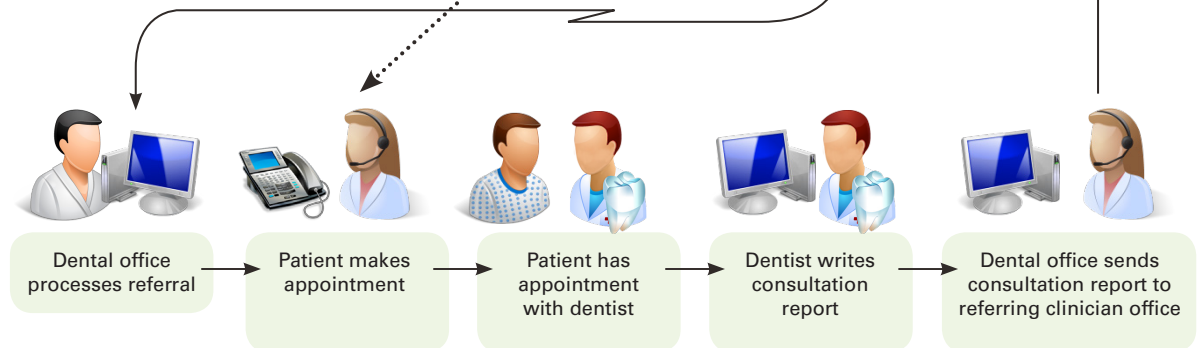 Dental office
processes referral
Patient makes
appointment
Patient has
appointment
with dentist
Dentist writes
consultation
report
Dental office sends
consultation report to
referring clinician office